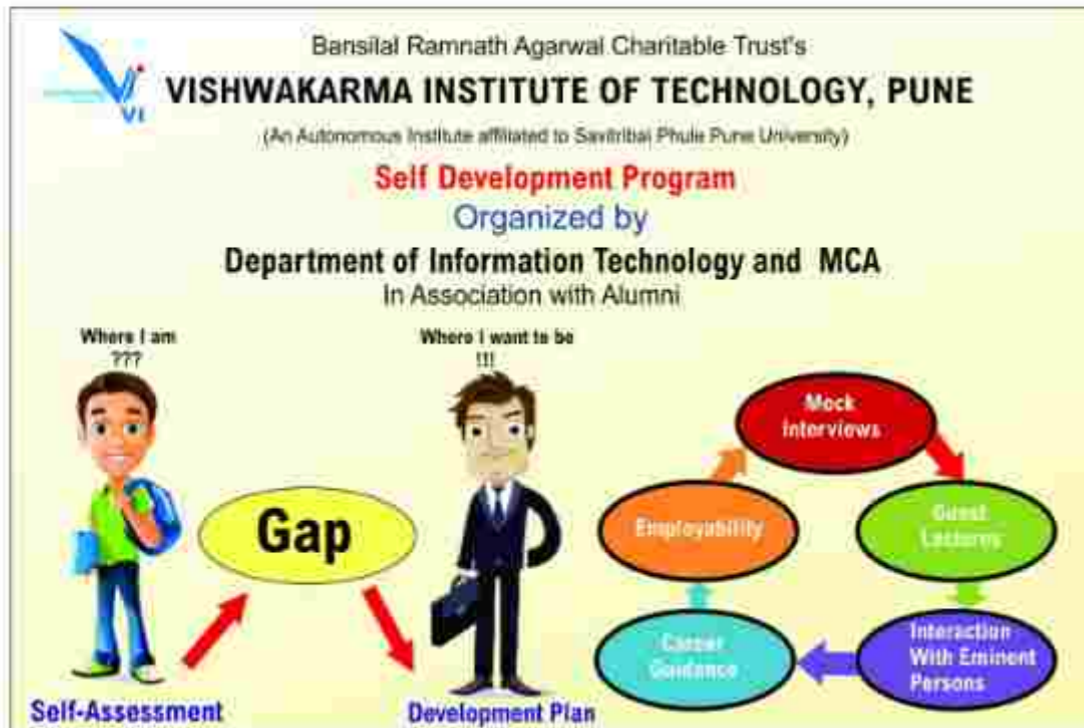 VI
Bansilal Ramnath Agarwal Charitable Trust's
VISHWAKARMA INSTITUTE OF TECHNOLOGY, PUNE
(An Autonomous Institute affiliated to Savitribai Phule Pune University)
Self Development Program
Organized by
Department of Information Technology and MCA
In Association with Alumni
Where I am
???
Where I want to be
!!!
Gap
Self-Assessment
Development Plan
Mock
Interviews
Guest
Lectures
Interaction
With Eminent
Persons
Career
Guidance
Employability